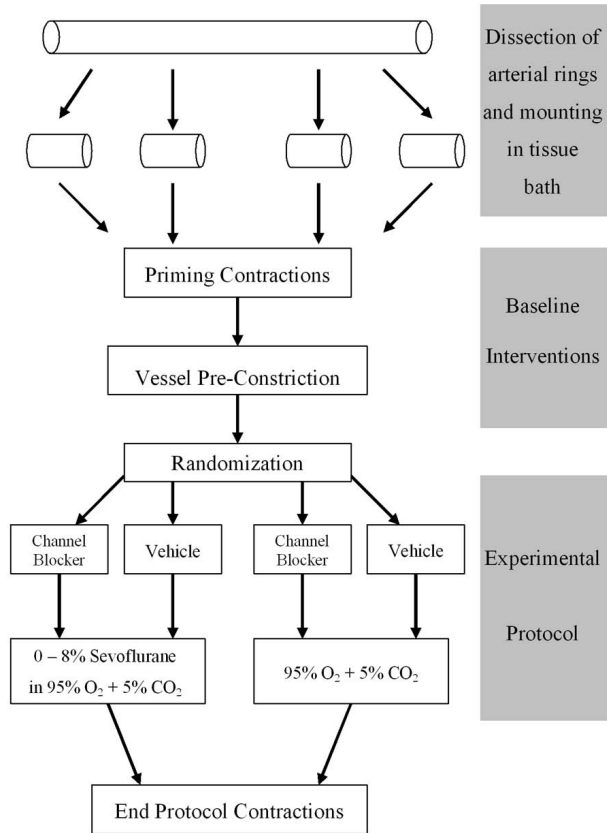 Dissection of
arterial rings
and mounting
in tissue
bath
Priming Contractions
Vessel Pre-Constriction
Baseline
Interventions
Randomization
Channel
Blocker
Vehicle
Channel
Blocker
Vehicle
0 – 8% Sevoflurane
in 95% O₂ + 5% CO₂
95% O₂ + 5% CO₂
Experimental
Protocol
End Protocol Contractions